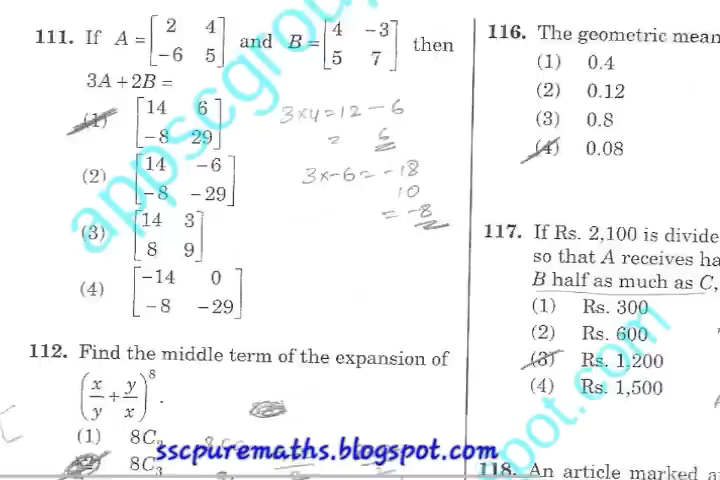 111. If A = [2 4 -6 5] and B = [4 -3 5 7] then
3A + 2B =
(1) [14 6 -8 29]
(2) [14 -6 -8 -29]
(3) [14 3 8 9]
(4) [-14 0 -8 -29]
3x4 = 12 - 6
= 6
3x-6 = -18
10
= -8
112. Find the middle term of the expansion of
(x/y + y/x)^8.
(1) 8C
(2) 8C3
116. The geometric mean
(1) 0.4
(2) 0.12
(3) 0.8
(4) 0.08
117. If Rs. 2,100 is divide
so that A receives ha
B half as much as C,
(1) Rs. 300
(2) Rs. 600
(3) Rs. 1,200
(4) Rs. 1,500
118. An article marked a
sscpuremaths.blogspot.com